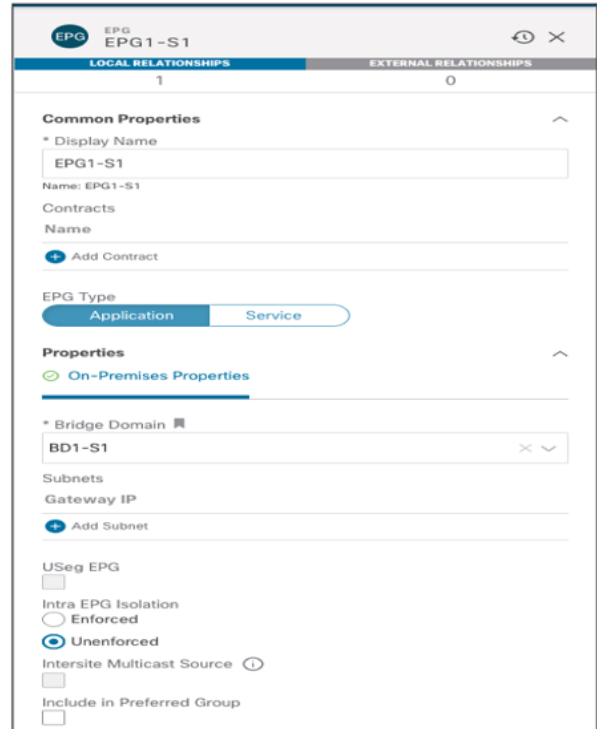 EPG
EPG
EPG1-S1
LOCAL RELATIONSHIPS
EXTERNAL RELATIONSHIPS
1
0
Common Properties
* Display Name
EPG1-S1
Name: EPG1-S1
Contracts
Name
Add Contract
EPG Type
Application
Service
Properties
On-Premises Properties
* Bridge Domain
BD1-S1
Subnets
Gateway IP
Add Subnet
USeg EPG
Intra EPG Isolation
Enforced
Unenforced
Intersite Multicast Source
Include in Preferred Group